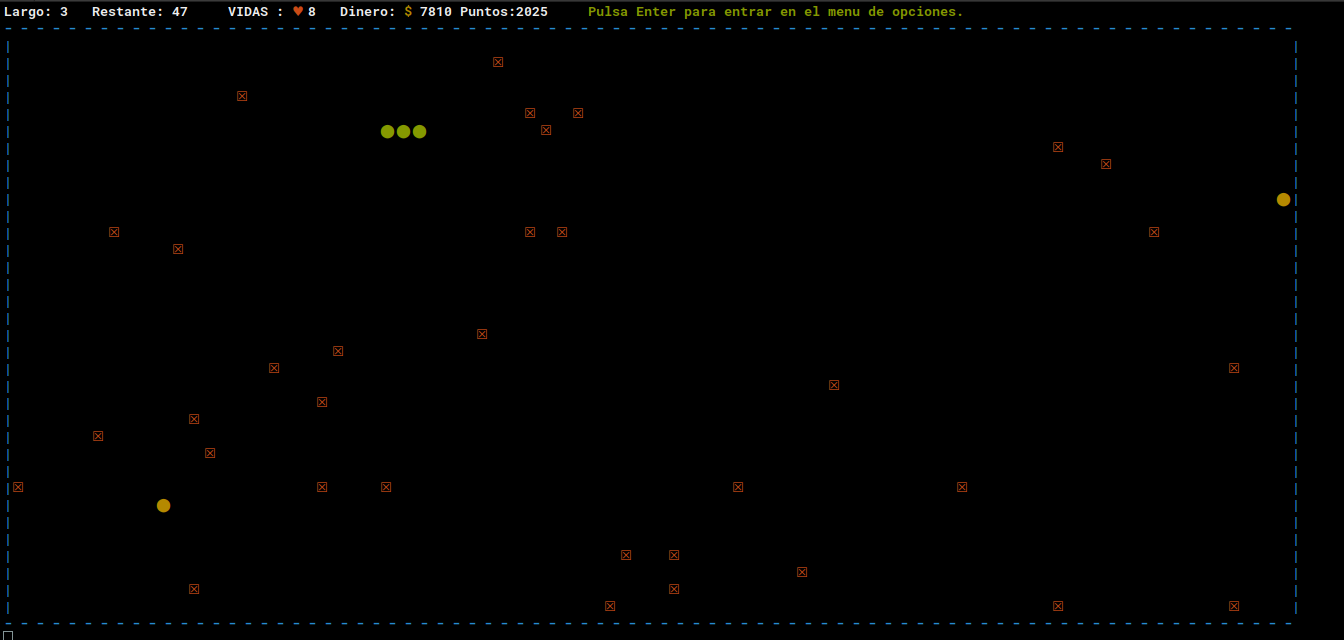 Largo: 3 Restante: 47 VIDAS : ♥ 8 Dinero: $ 7810 Puntos:2025 Pulsa Enter para entrar en el menu de opciones.